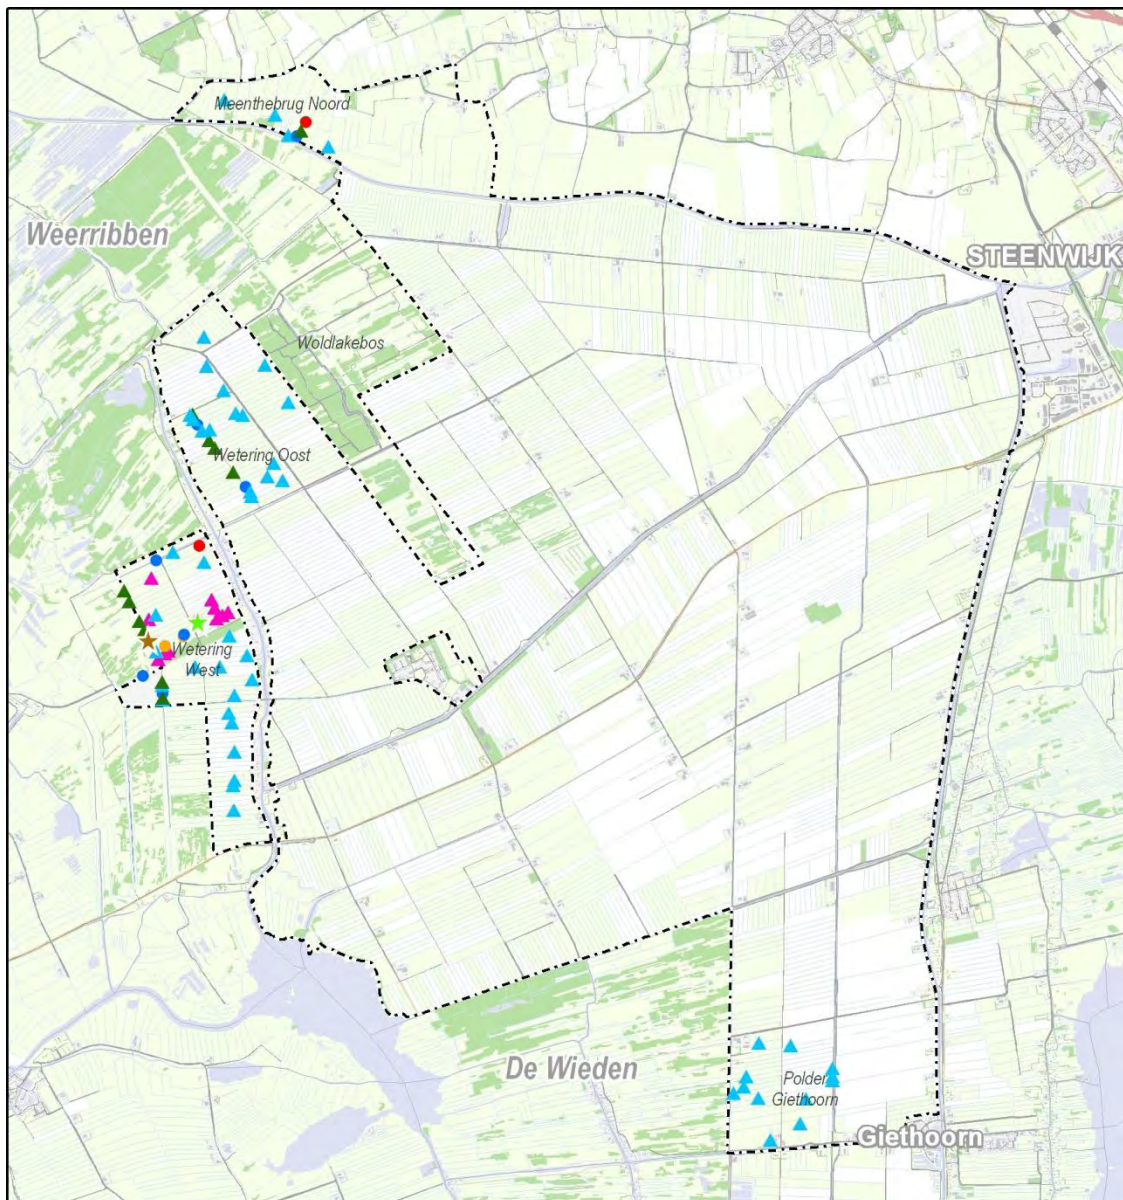 Meenthebrug Noord
Weerribben
STEENWIJK
Woldlakebos
Wetering Oost
Wetering
West
De Wieden
Polder
Giethoorn
Giethoorn